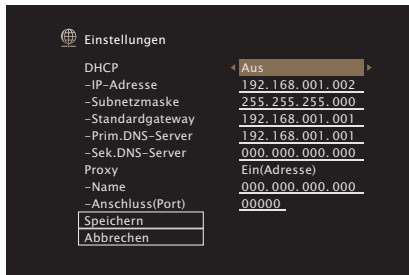 Einstellungen
DHCP Aus
–IP–Adresse 192.168.001.002
–Subnetzmaske 255.255.255.000
–Standardgateway 192.168.001.001
–Prim.DNS–Server 192.168.001.001
–Sek.DNS–Server 000.000.000.000
Proxy Ein(Adresse)
–Name 000.000.000.000
–Anschluss(Port) 00000
Speichern
Abbrechen